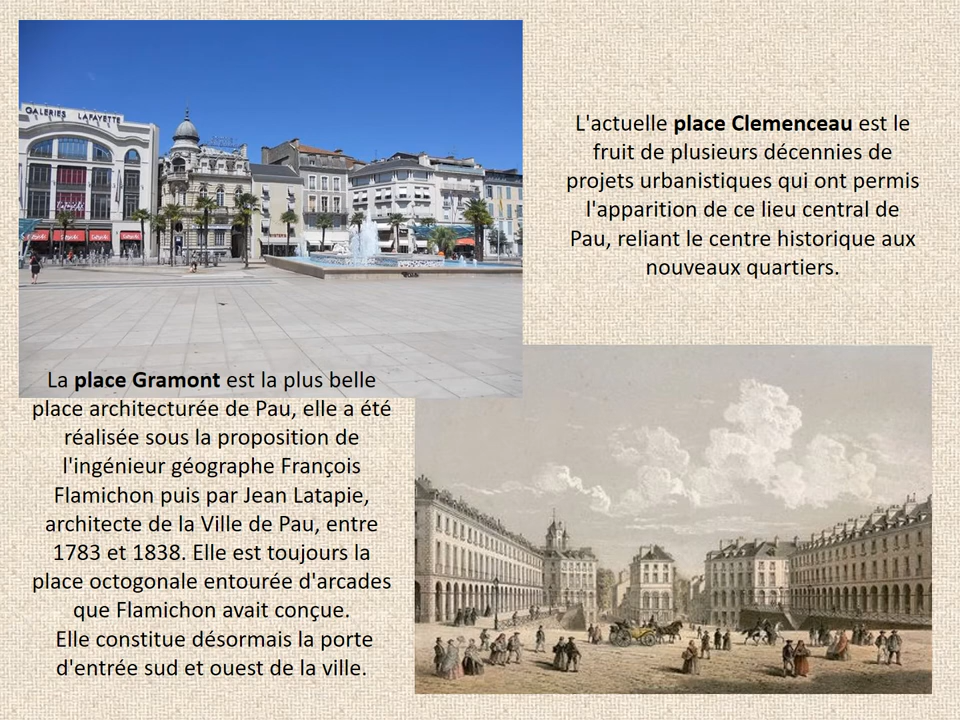 GALERIES LAFAYETTE
L'actuelle place Clemenceau est le
fruit de plusieurs décennies de
projets urbanistiques qui ont permis
l'apparition de ce lieu central de
Pau, reliant le centre historique aux
nouveaux quartiers.
La place Gramont est la plus belle
place architecturée de Pau, elle a été
réalisée sous la proposition de
l'ingénieur géographe François
Flamichon puis par Jean Latapie,
architecte de la Ville de Pau, entre
1783 et 1838. Elle est toujours la
place octogonale entourée d'arcades
que Flamichon avait conçue.
Elle constitue désormais la porte
d'entrée sud et ouest de la ville.